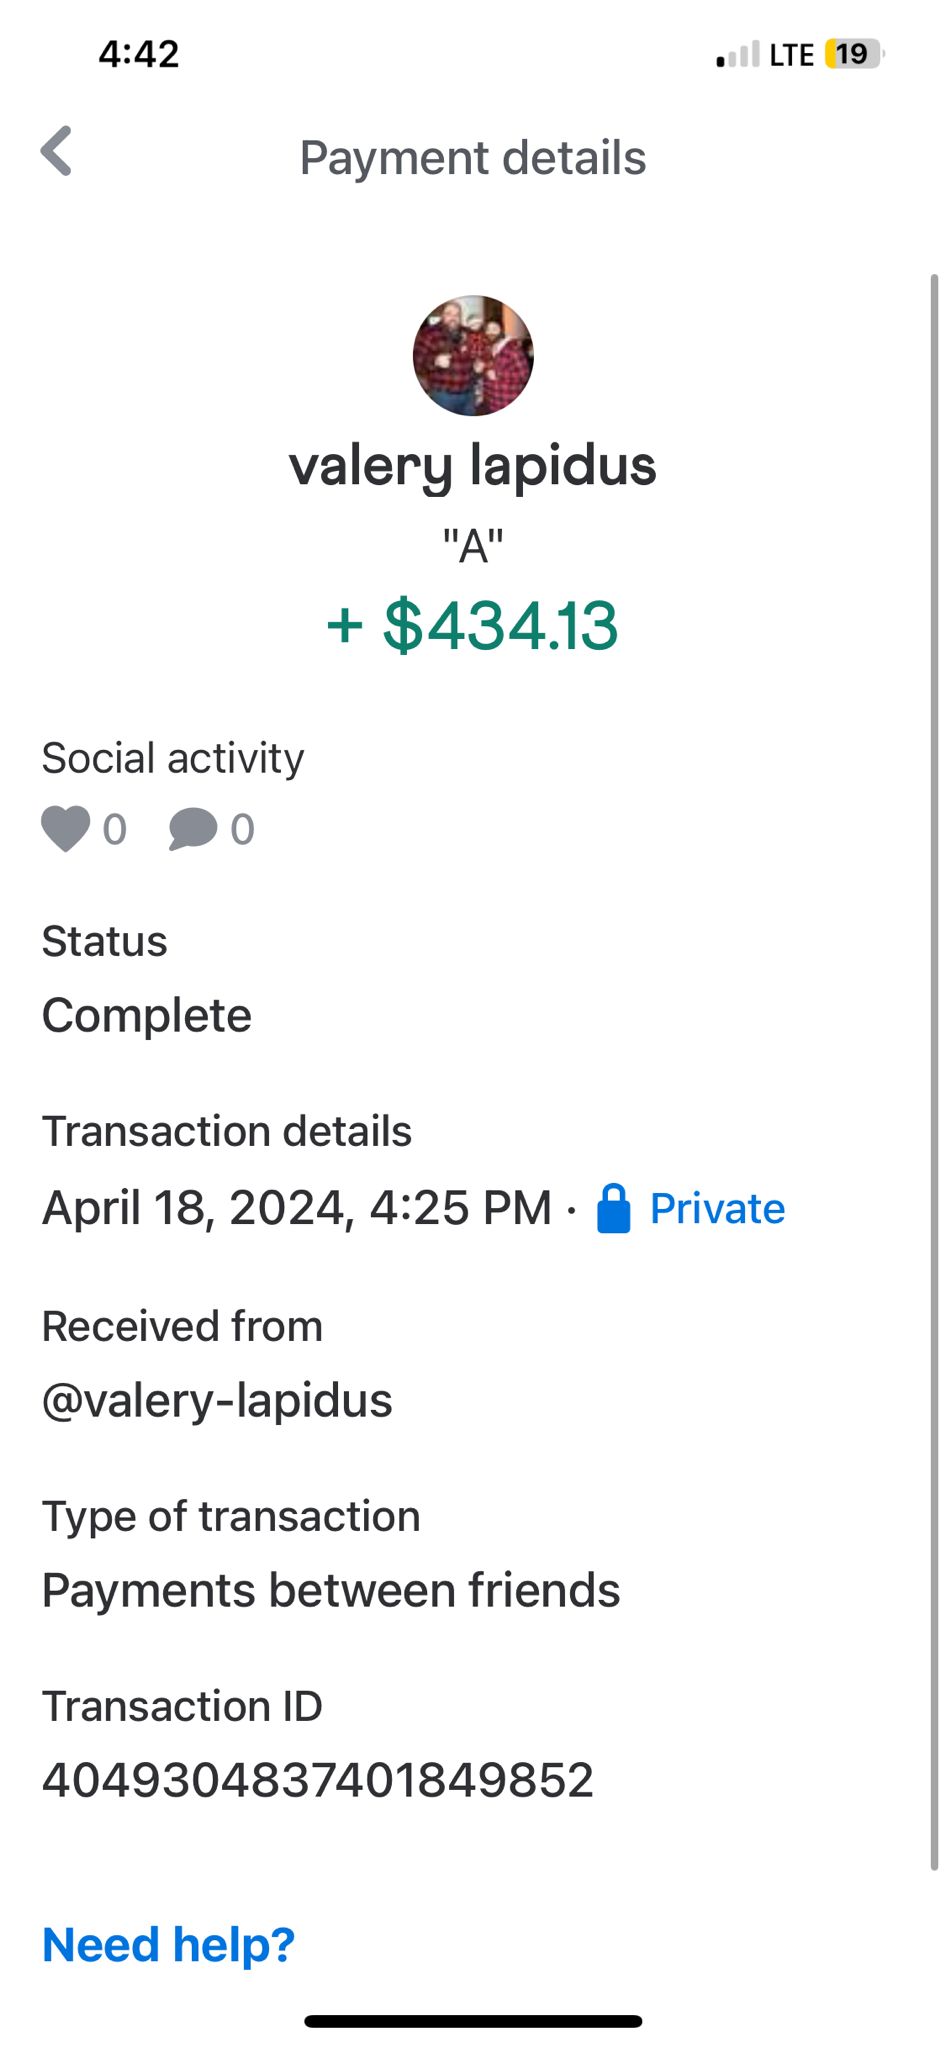 4:42 LTE 19
Payment details
valery lapidus
"A"
+ $434.13
Social activity
0 0
Status
Complete
Transaction details
April 18, 2024, 4:25 PM · Private
Received from
@valery-lapidus
Type of transaction
Payments between friends
Transaction ID
4049304837401849852
Need help?